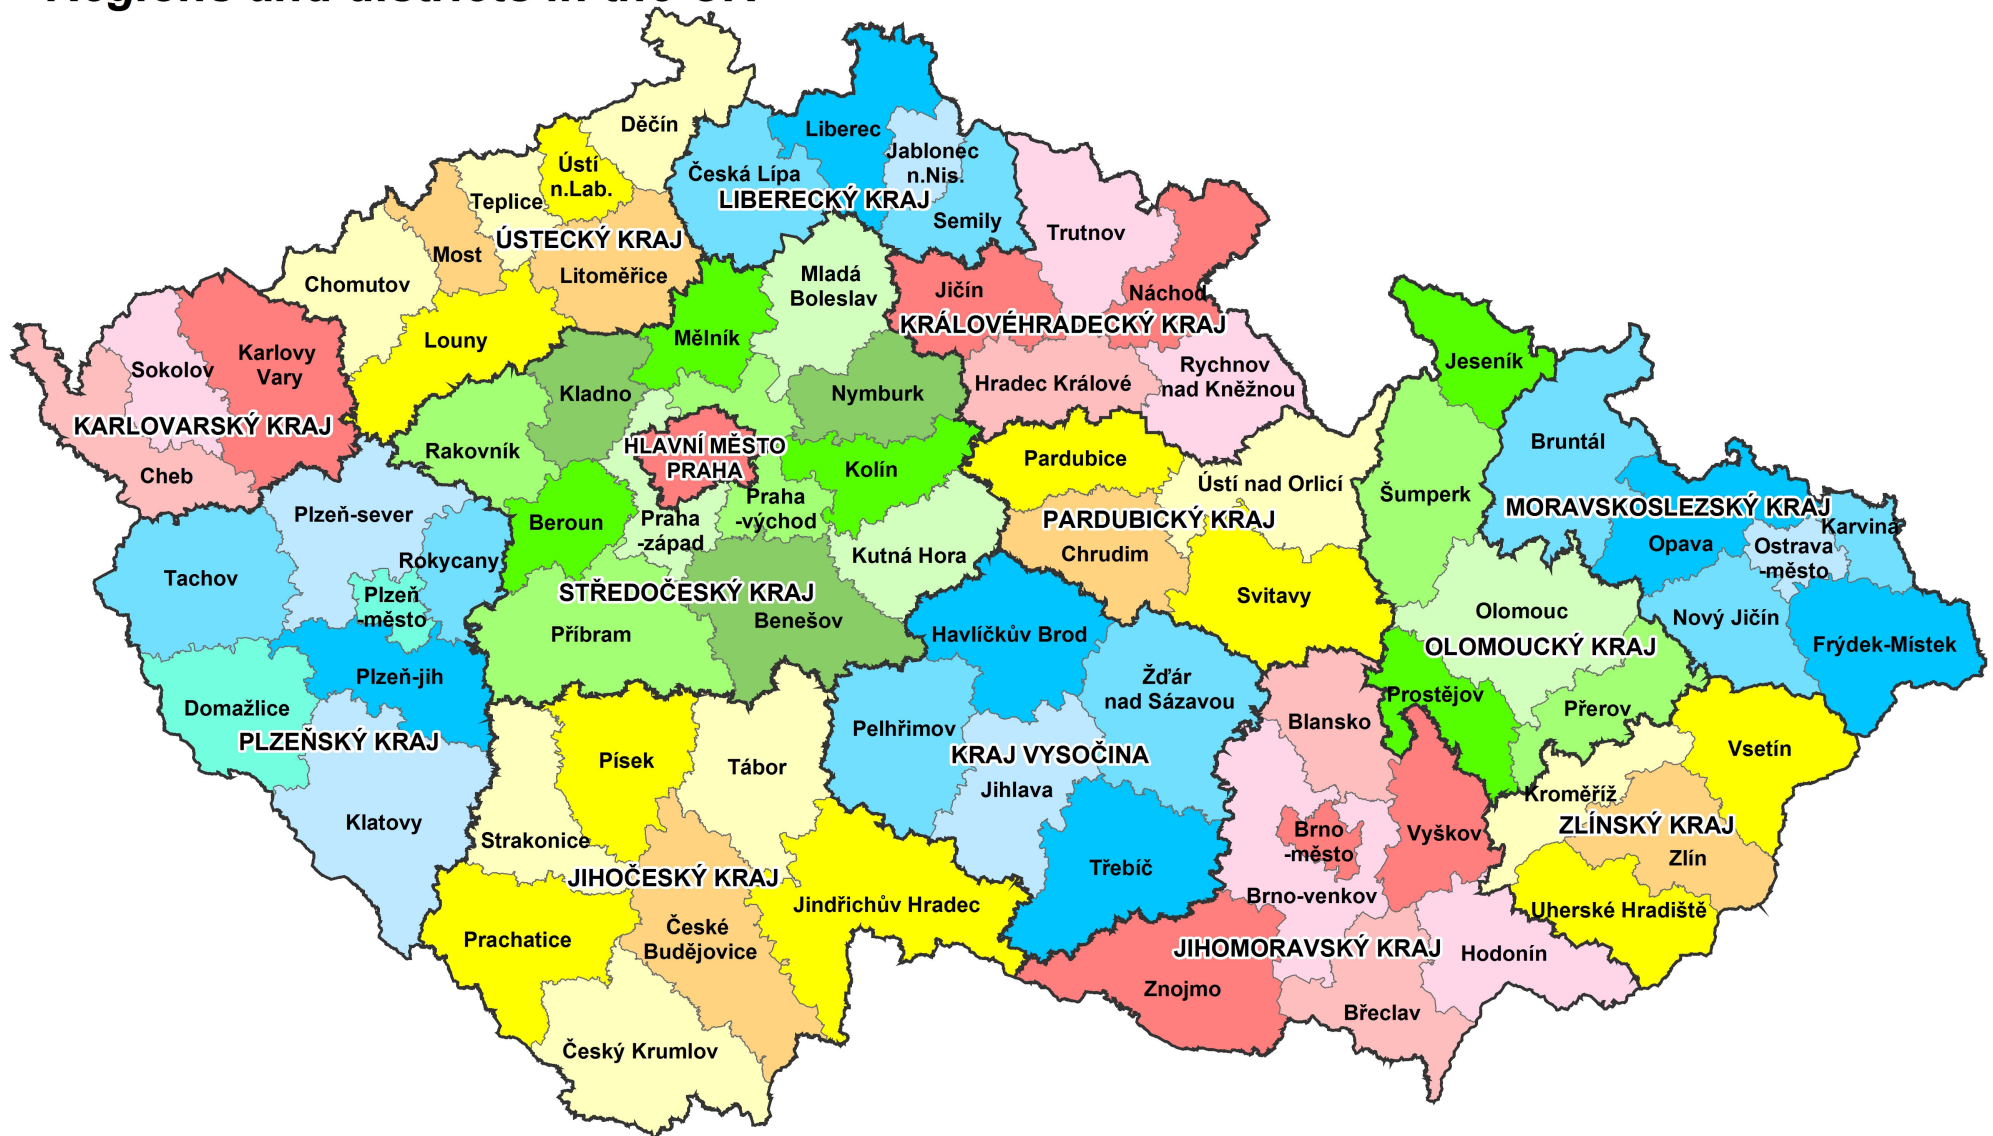 Regions and districts in the CR
Děčín
Liberec
Ústí
n.Lab.
Jablonec
n.Nis.
Česká Lípa
Teplice
LIBERECKÝ KRAJ
Semily
Trutnov
ÚSTECKÝ KRAJ
Most
Litoměřice
Mladá
Boleslav
Chomutov
Jičín
Náchod
KRÁLOVÉHRADECKÝ KRAJ
Louny
Mělník
Karlovy
Vary
Sokolov
Jeseník
Rychnov
nad Kněžnou
Hradec Králové
Kladno
Nymburk
KARLOVARSKÝ KRAJ
Bruntál
Rakovník
HLAVNÍ MĚSTO
PRAHA
Pardubice
Kolín
Cheb
Ústí nad Orlicí
Šumperk
Praha
-východ
MORAVSKOSLEZSKÝ KRAJ
Plzeň-sever
Beroun
Praha
-západ
PARDUBICKÝ KRAJ
Karviná
Opava
Ostrava
-město
Chrudim
Kutná Hora
Rokycany
Tachov
STŘEDOČESKÝ KRAJ
Svitavy
Plzeň
-město
Olomouc
Nový Jičín
Benešov
Příbram
Havlíčkův Brod
OLOMOUCKÝ KRAJ
Frýdek-Místek
Plzeň-jih
Žďár
nad Sázavou
Prostějov
Domažlice
Přerov
Blansko
Pelhřimov
PLZEŇSKÝ KRAJ
KRAJ VYSOČINA
Vsetín
Písek
Tábor
Jihlava
Kroměříž
Klatovy
ZLÍNSKÝ KRAJ
Brno
-město
Vyškov
Strakonice
Zlín
Třebíč
JIHOČESKÝ KRAJ
Brno-venkov
Jindřichův Hradec
Uherské Hradiště
Prachatice
České
Budějovice
JIHOMORAVSKÝ KRAJ
Hodonín
Znojmo
Břeclav
Český Krumlov